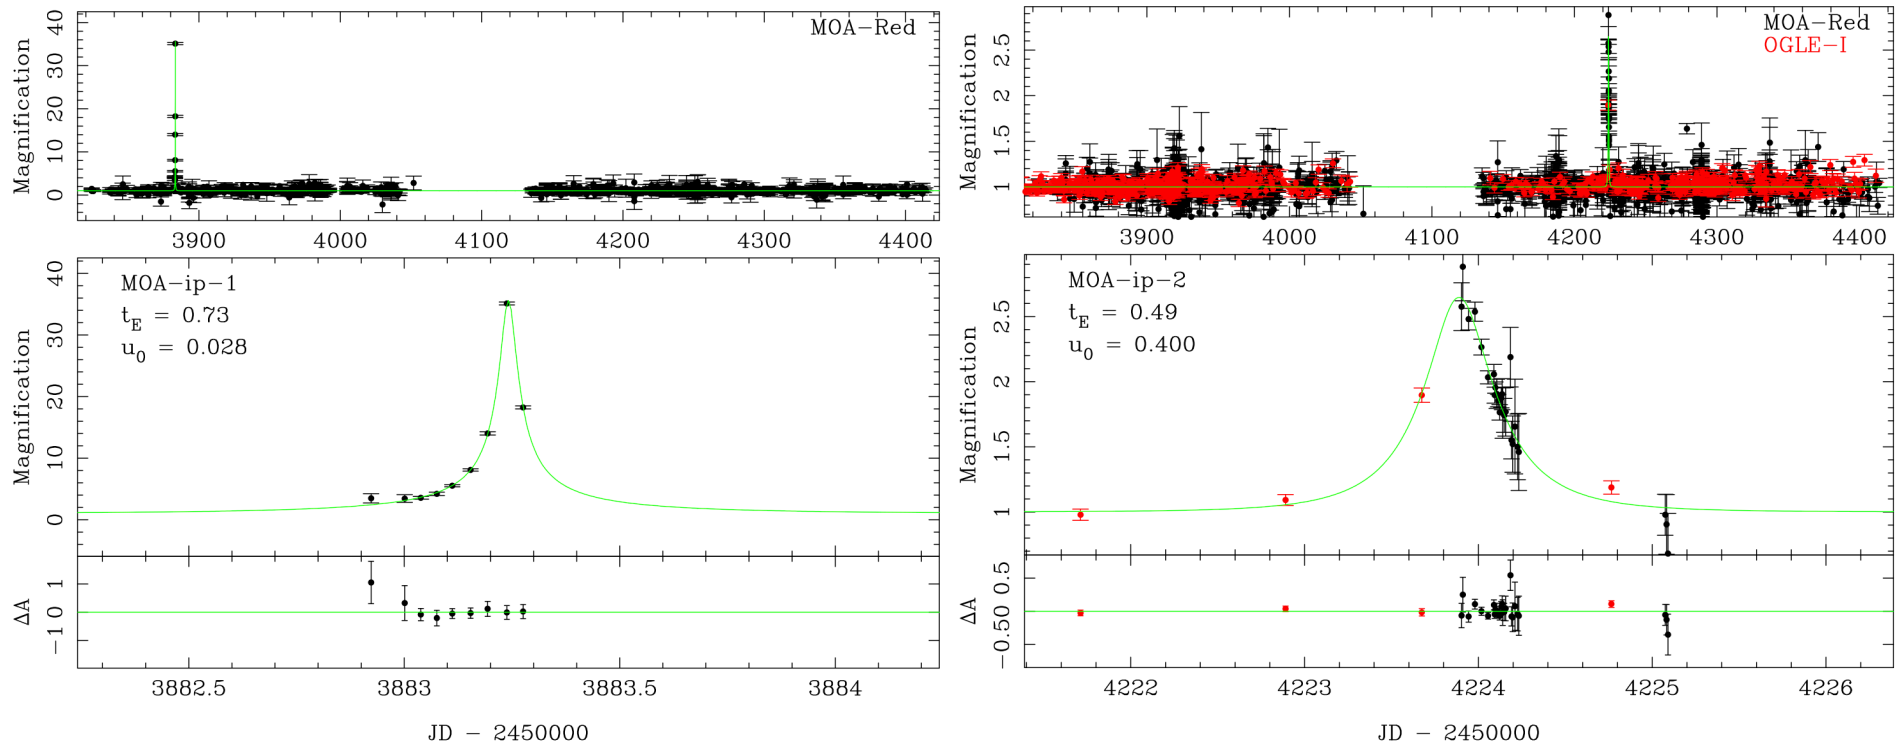 MOA-Red
Magnification
40
30
20
10
0
3900 4000 4100 4200 4300 4400
MOA-ip-1
t_E = 0.73
u_0 = 0.028
Magnification
40
30
20
10
0
ΔA
1
0
-1
3882.5 3883 3883.5 3884
JD - 2450000
MOA-Red
OGLE-I
Magnification
2.5
2
1.5
1
3900 4000 4100 4200 4300 4400
MOA-ip-2
t_E = 0.49
u_0 = 0.400
Magnification
2.5
2
1.5
1
ΔA
0.5
0
-0.5
4222 4223 4224 4225 4226
JD - 2450000